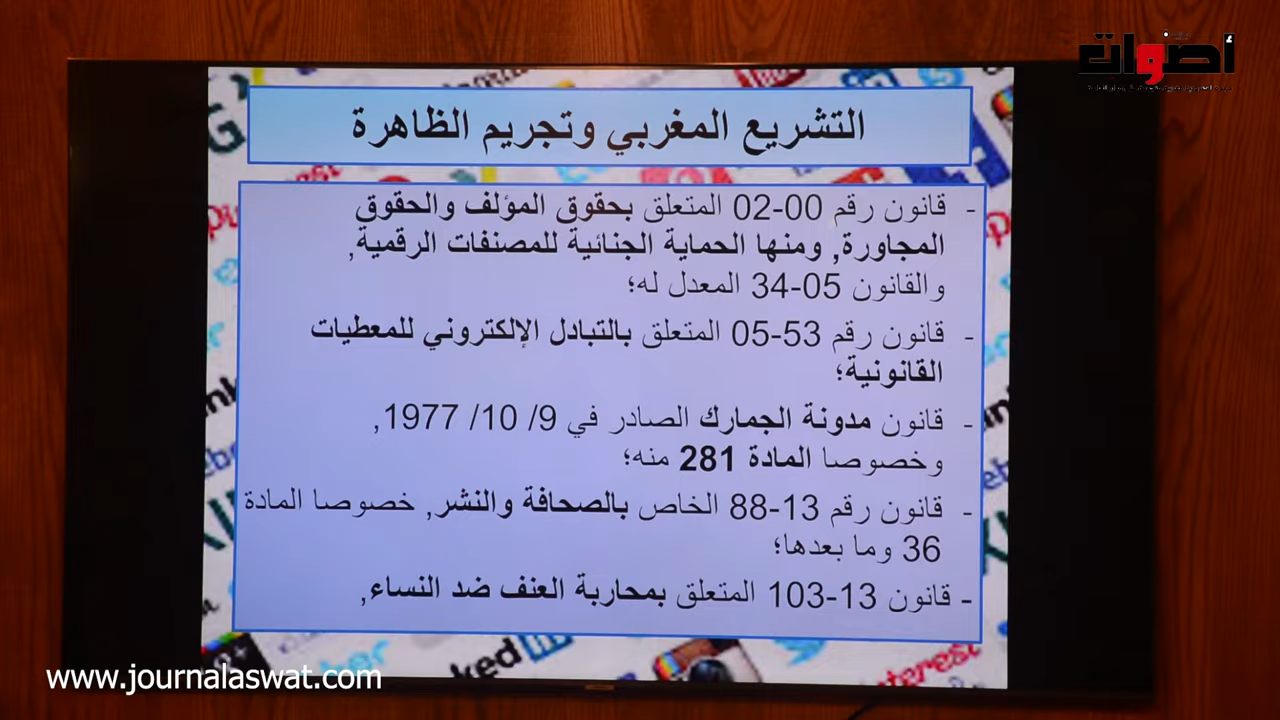 أصوات
التشريع المغربي وتجريم الظاهرة
- قانون رقم 00-02 المتعلق بحقوق المؤلف والحقوق
المجاورة, ومنها الحماية الجنائية للمصنفات الرقمية,
والقانون 05-34 المعدل له؛
- قانون رقم 53-05 المتعلق بالتبادل الإلكتروني للمعطيات
القانونية؛
- قانون مدونة الجمارك الصادر في 9/ 10/ 1977,
وخصوصا المادة 281 منه؛
- قانون رقم 13-88 الخاص بالصحافة والنشر, خصوصا المادة
36 وما بعدها؛
- قانون 13-103 المتعلق بمحاربة العنف ضد النساء,
www.journalaswat.com